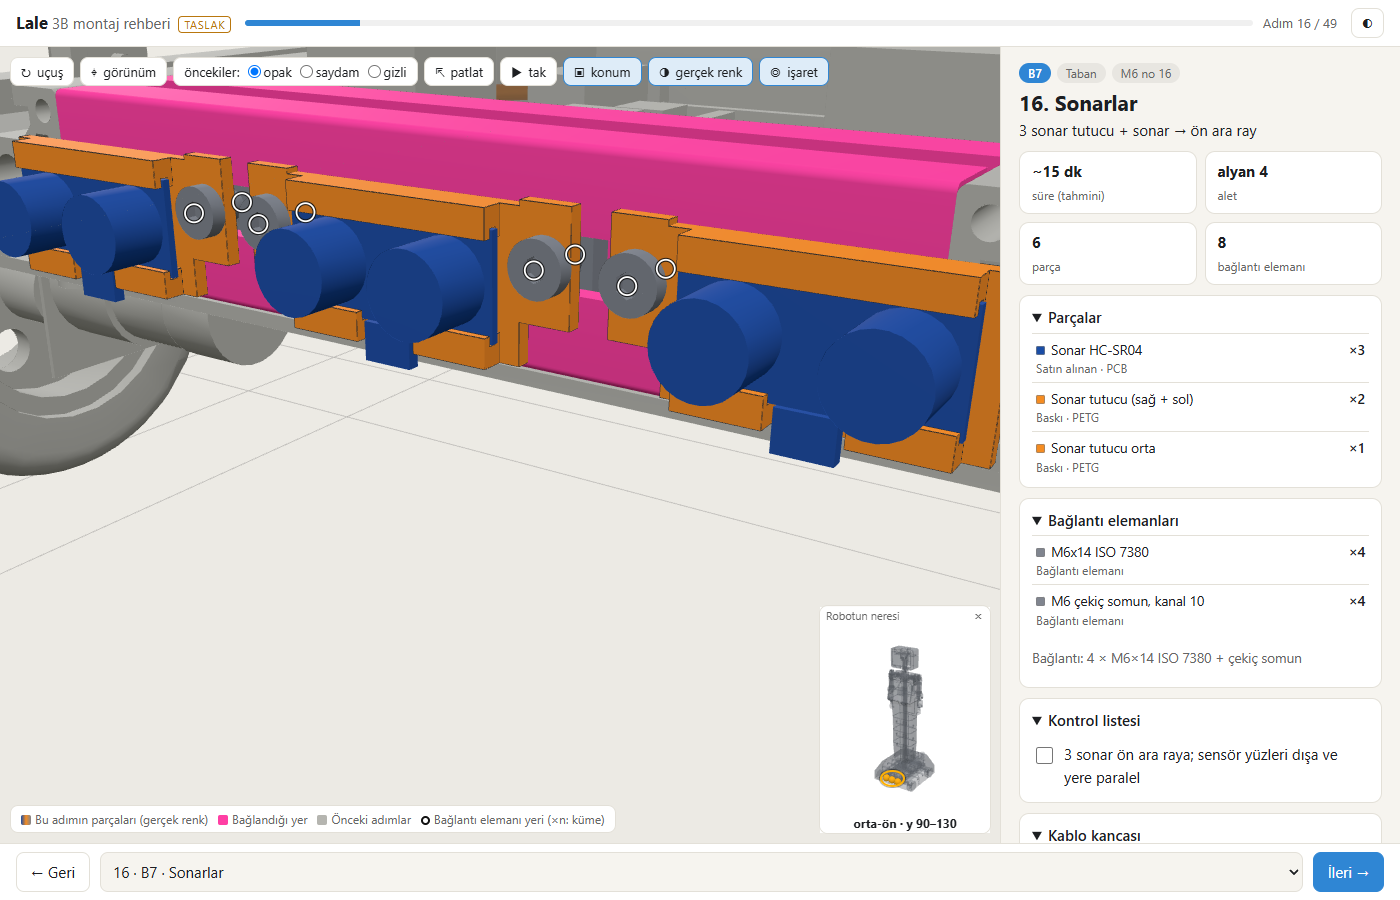 Lale 3B montaj rehberi TASLAK
Adım 16 / 49
↻ uçuş
⌖ görünüm
öncekiler: opak saydam gizli
⇱ patlat
▶ tak
▣ konum
◑ gerçek renk
◎ işaret
B7 Taban M6 no 16
16. Sonarlar
3 sonar tutucu + sonar → ön ara ray
~15 dk
süre (tahmini)
alyan 4
alet
6
parça
8
bağlantı elemanı
▼ Parçalar
Sonar HC-SR04 ×3
Satın alınan · PCB
Sonar tutucu (sağ + sol) ×2
Baskı · PETG
Sonar tutucu orta ×1
Baskı · PETG
▼ Bağlantı elemanları
M6x14 ISO 7380 ×4
Bağlantı elemanı
M6 çekiç somun, kanal 10 ×4
Bağlantı elemanı
Bağlantı: 4 × M6×14 ISO 7380 + çekiç somun
▼ Kontrol listesi
3 sonar ön ara raya; sensör yüzleri dışa ve
yere paralel
▼ Kablo kancası
Robotun neresi ×
orta-ön · y 90–130
Bu adımın parçaları (gerçek renk) Bağlandığı yer Önceki adımlar Bağlantı elemanı yeri (×n: küme)
← Geri
16 · B7 · Sonarlar
İleri →